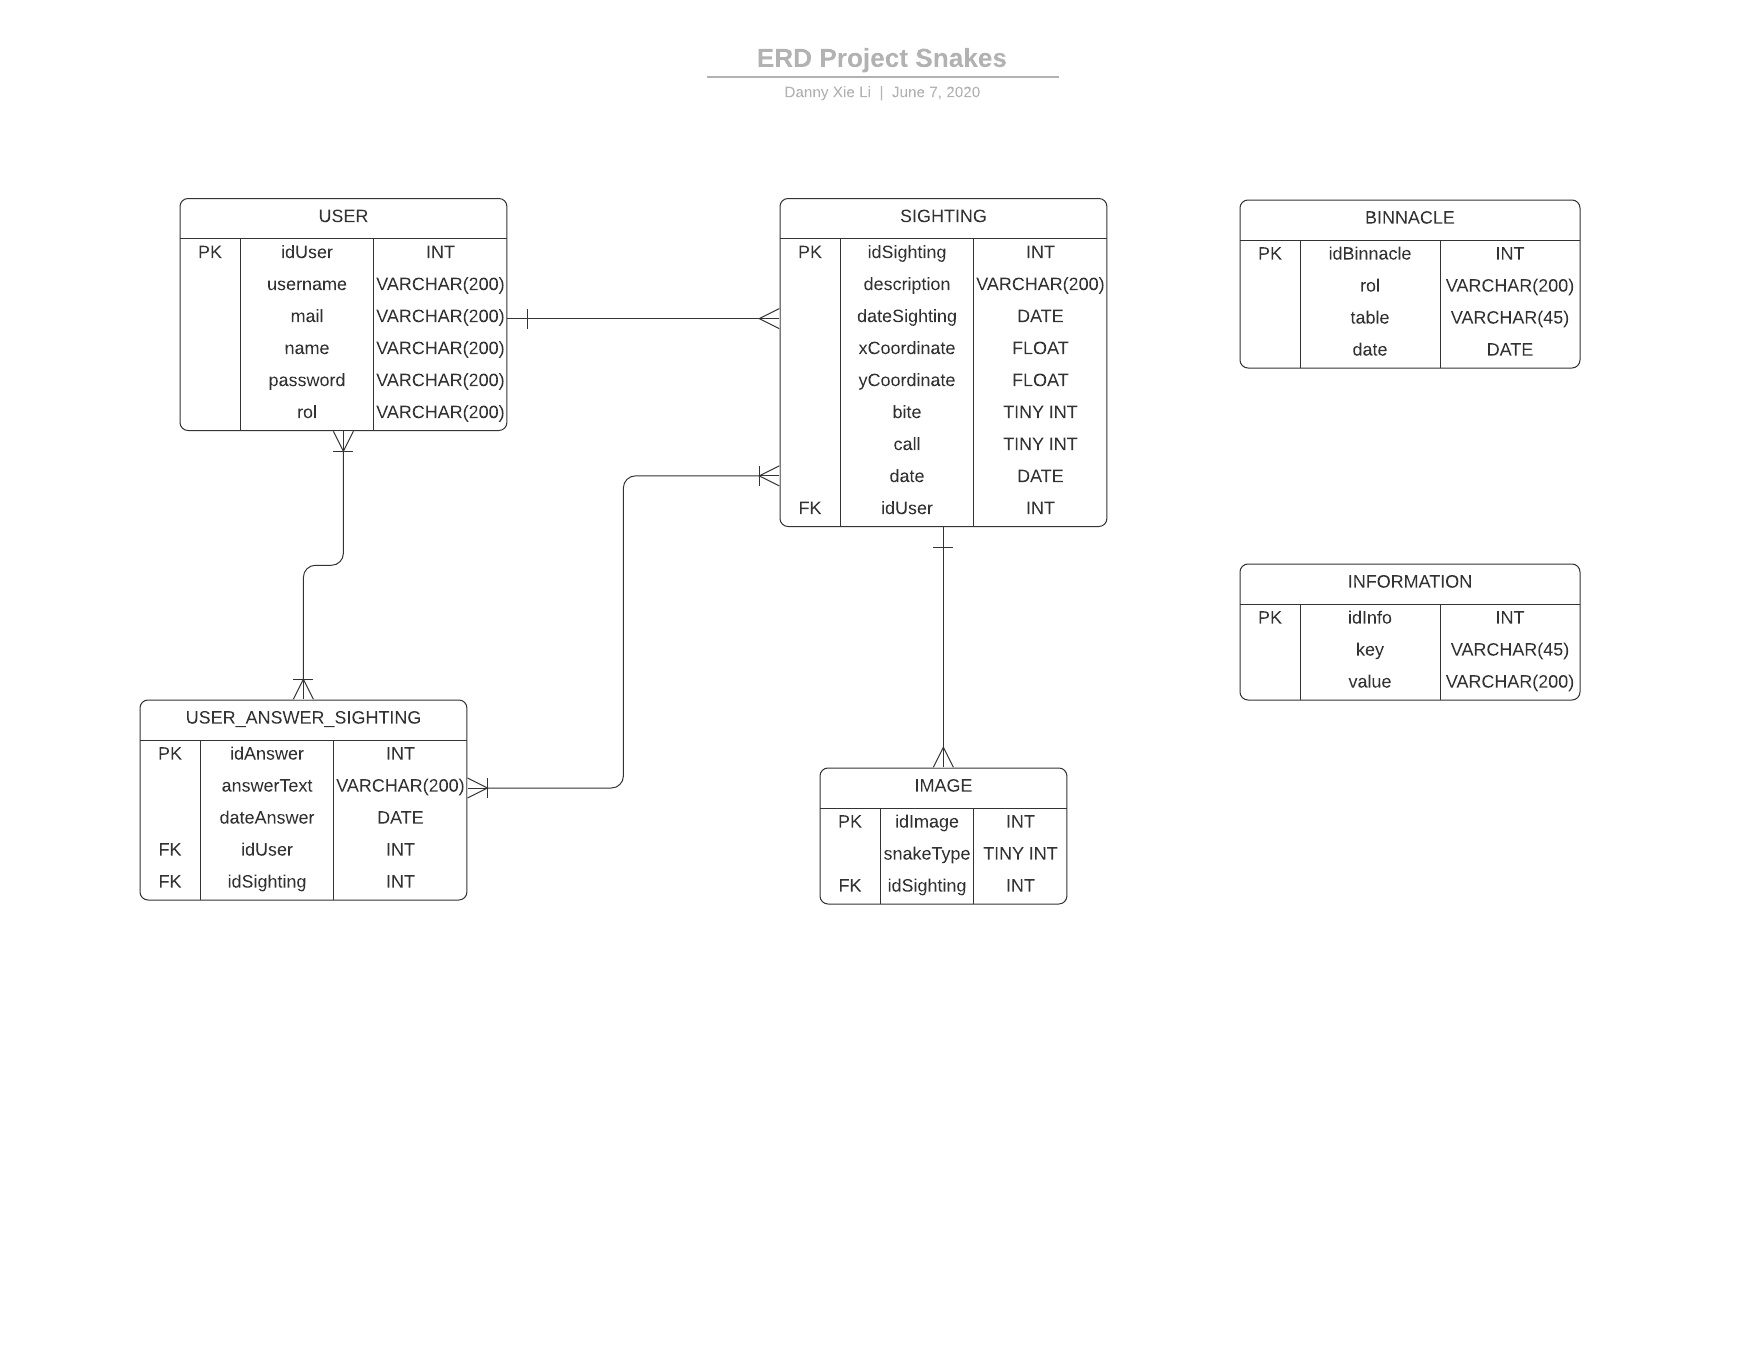 ERD Project Snakes
Danny Xie Li | June 7, 2020
USER
PK idUser INT
username VARCHAR(200)
mail VARCHAR(200)
name VARCHAR(200)
password VARCHAR(200)
rol VARCHAR(200)
SIGHTING
PK idSighting INT
description VARCHAR(200)
dateSighting DATE
xCoordinate FLOAT
yCoordinate FLOAT
bite TINY INT
call TINY INT
date DATE
FK idUser INT
BINNACLE
PK idBinnacle INT
rol VARCHAR(200)
table VARCHAR(45)
date DATE
INFORMATION
PK idInfo INT
key VARCHAR(45)
value VARCHAR(200)
USER_ANSWER_SIGHTING
PK idAnswer INT
answerText VARCHAR(200)
dateAnswer DATE
FK idUser INT
FK idSighting INT
IMAGE
PK idImage INT
snakeType TINY INT
FK idSighting INT